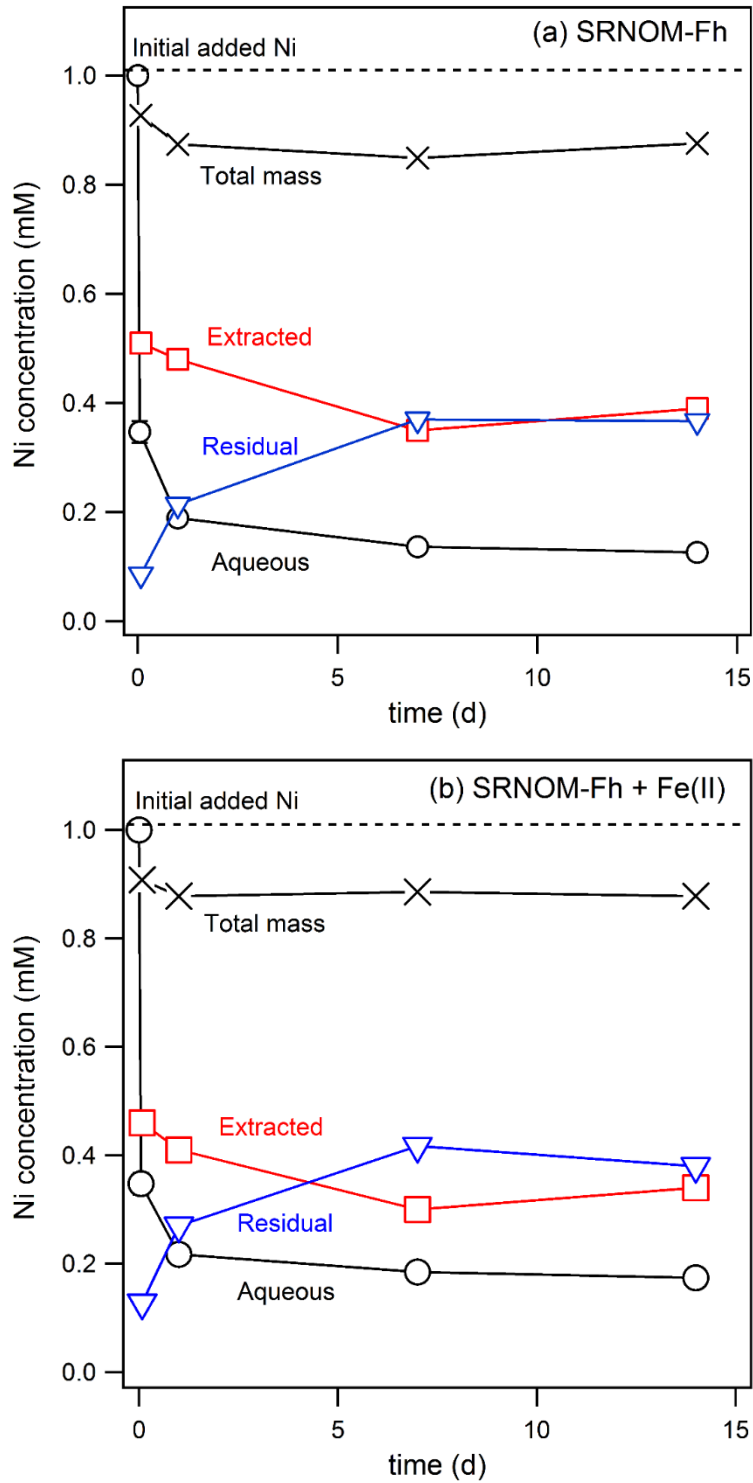 (a) SRNOM-Fh
Initial added Ni
1.0
0.8
0.6
0.4
0.2
0.0
Ni concentration (mM)
Total mass
Extracted
Residual
Aqueous
0
5
10
15
time (d)
(b) SRNOM-Fh + Fe(II)
Initial added Ni
1.0
0.8
0.6
0.4
0.2
0.0
Ni concentration (mM)
Total mass
Extracted
Residual
Aqueous
0
5
10
15
time (d)